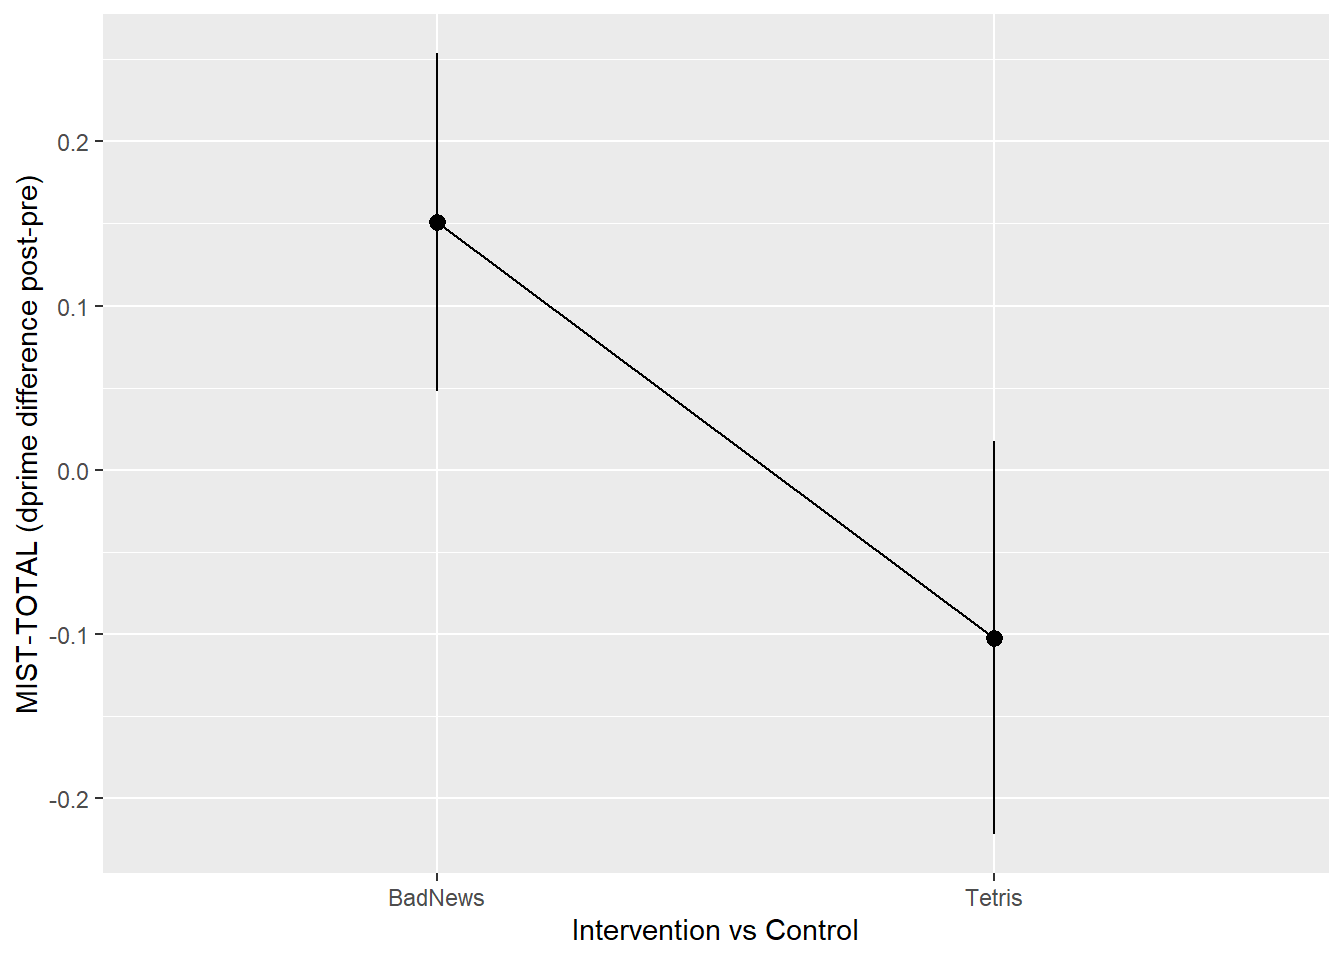 MIST-TOTAL (dprime difference post-pre)
0.2
0.1
0.0
-0.1
-0.2
BadNews
Tetris
Intervention vs Control